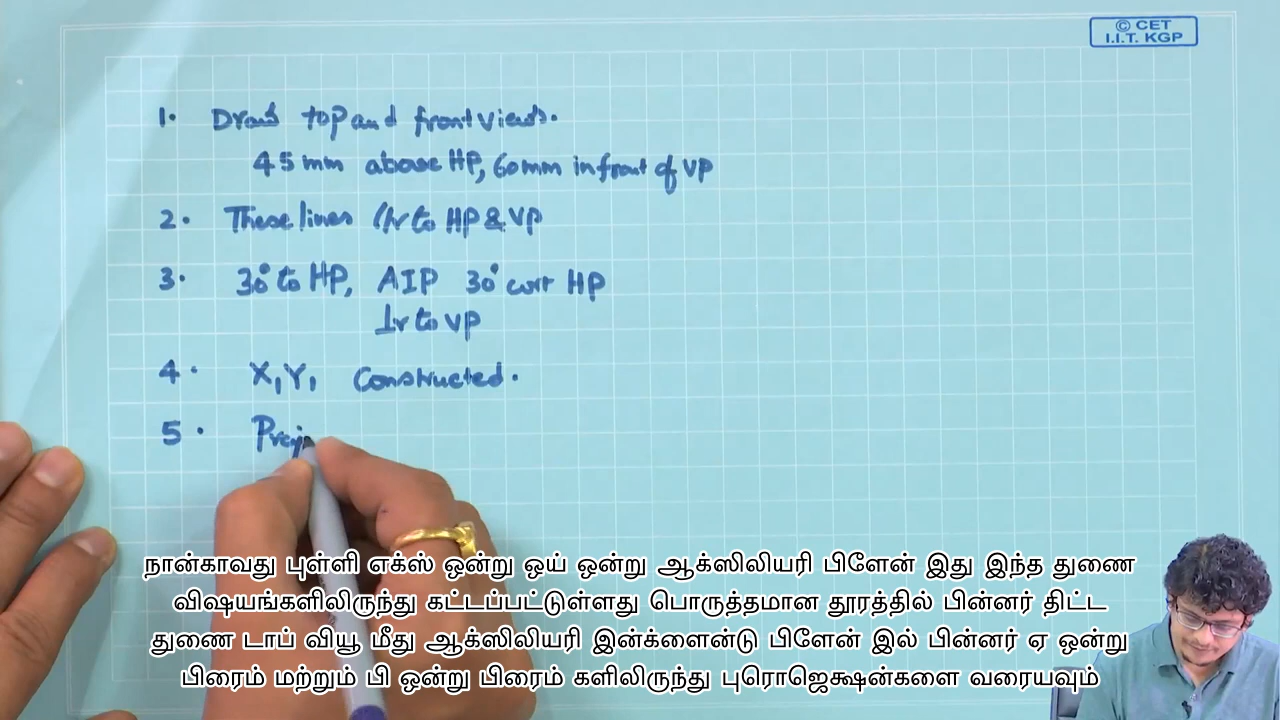 © CET
I.I.T. KGP
1. Draw top and front views.
45 mm above HP, 60 mm in front of VP
2. These lines llr to HP & VP
3. 30° to HP, AIP 30° wrt HP
⊥r to VP
4. X₁Y₁ Constructed.
5. Proj
நான்காவது புள்ளி எக்ஸ் ஒன்று ஒய் ஒன்று ஆக்ஸிலியரி பிளேன் இது இந்த துணை
விஷயங்களிலிருந்து கட்டப்பட்டுள்ளது பொருத்தமான தூரத்தில் பின்னர் திட்ட
துணை டாப் வியூ மீது ஆக்ஸிலியரி இன்க்ளைன்டு பிளேன் இல் பின்னர் ஏ ஒன்று
பிரைம் மற்றும் பி ஒன்று பிரைம் களிலிருந்து புரொஜெக்ஷன்களை வரையவும்